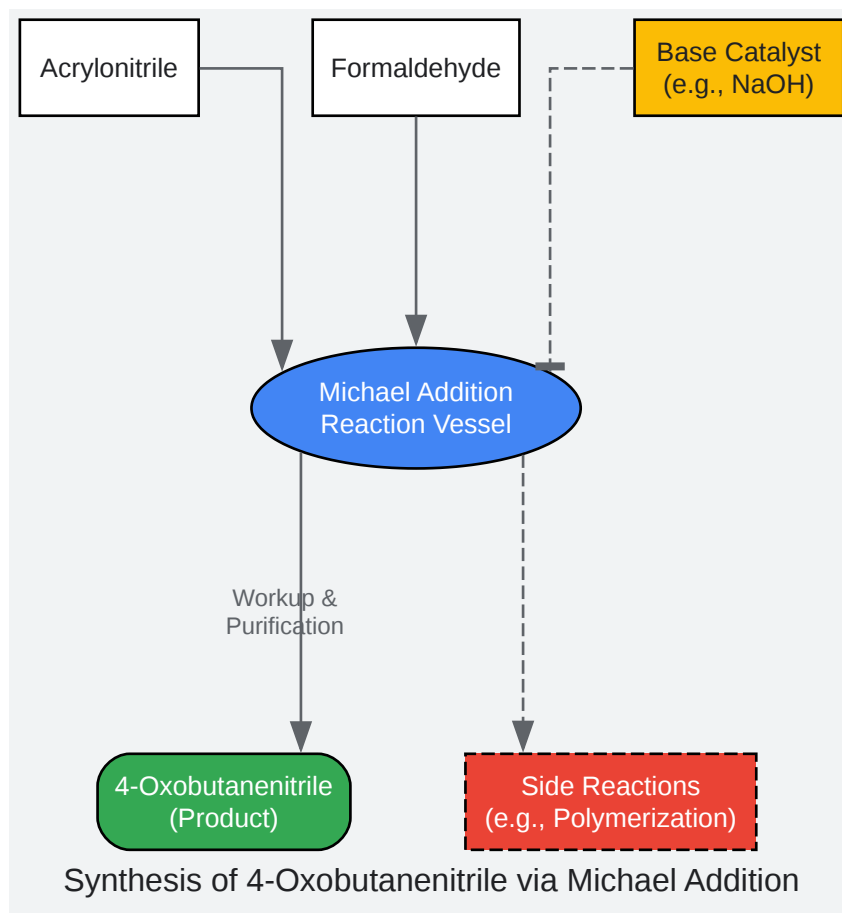 Acrylonitrile
Formaldehyde
Base Catalyst
(e.g., NaOH)
Michael Addition
Reaction Vessel
Workup &
Purification
4-Oxobutanenitrile
(Product)
Side Reactions
(e.g., Polymerization)
Synthesis of 4-Oxobutanenitrile via Michael Addition